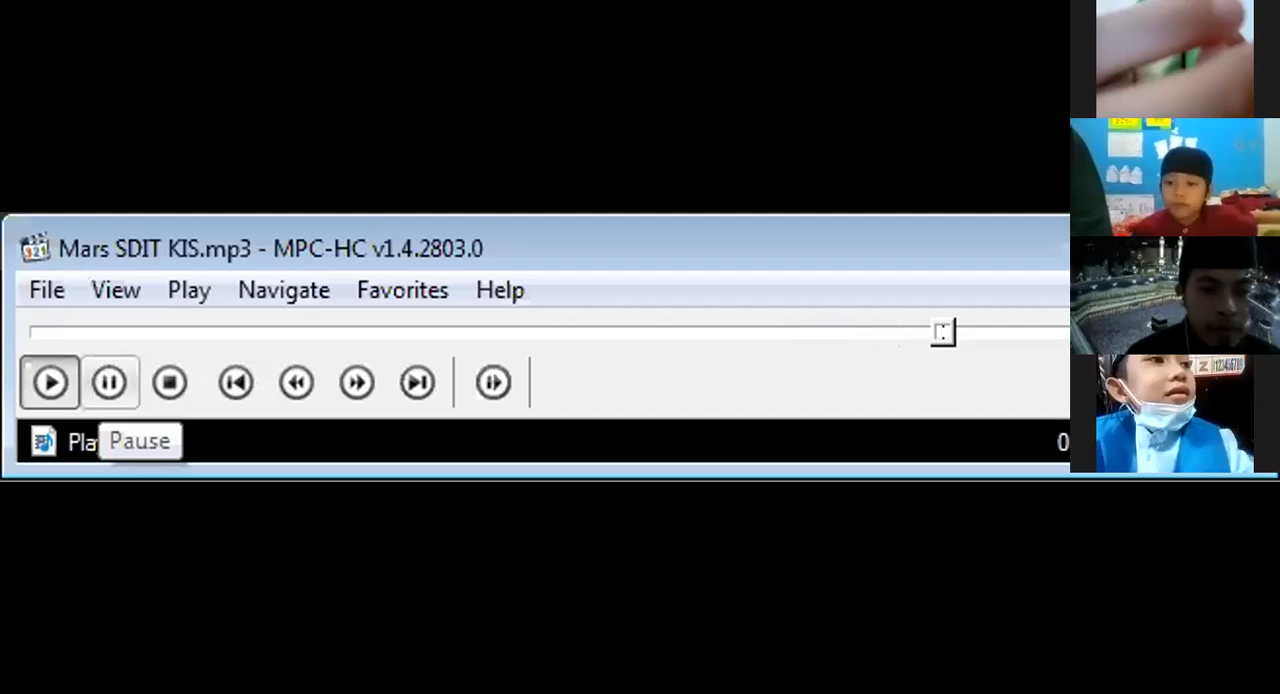 Mars SDIT KIS.mp3 - MPC-HC v1.4.2803.0
File View Play Navigate Favorites Help
Pla
Pause
0
Z 123456789